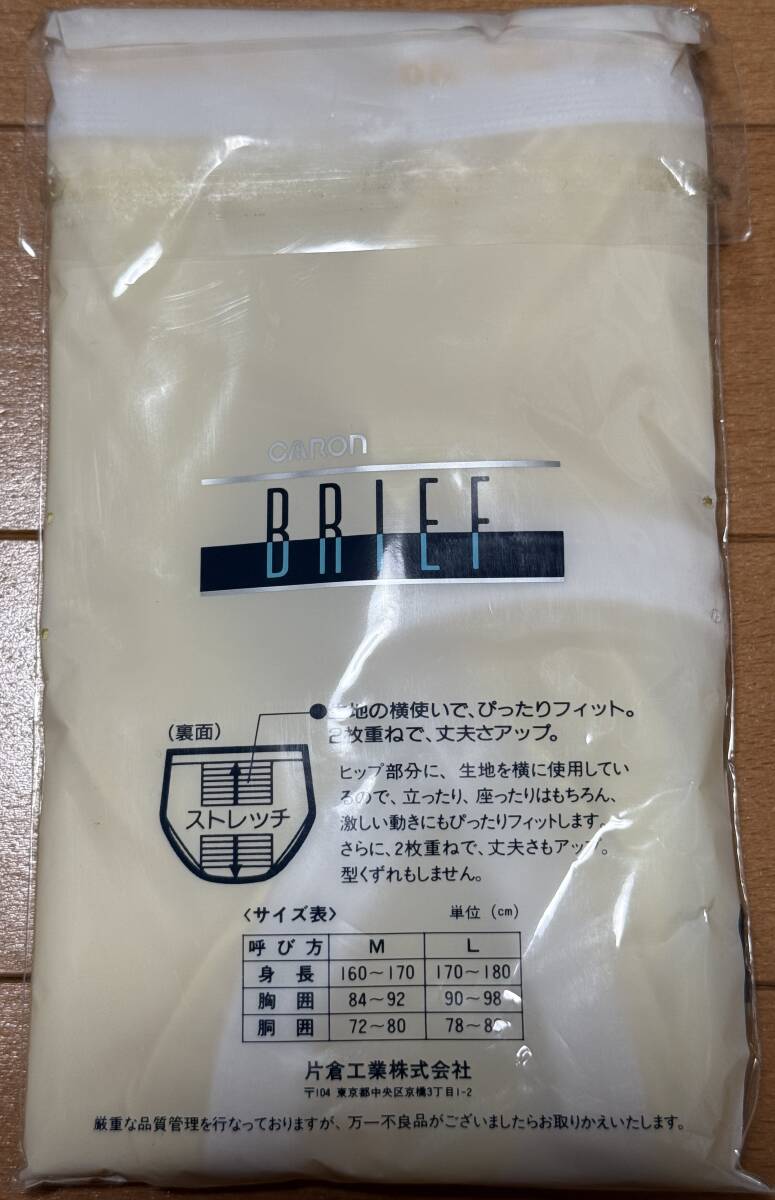 CARON
BRIEF
●生地の横使いで、ぴったりフィット。
2枚重ねで、丈夫さアップ。
(裏面)
ストレッチ
ヒップ部分に、生地を横に使用してい
るので、立ったり、座ったりはもちろん、
激しい動きにもぴったりフィットします。
さらに、2枚重ねで、丈夫さもアップ。
型くずれもしません。
〈サイズ表〉 単位(cm)
呼び方 M L
身長 160～170 170～180
胸囲 84～92 90～98
胴囲 72～80 78～8
片倉工業株式会社
〒104 東京都中央区京橋3丁目1-2
厳重な品質管理を行なっておりますが、万一不良品がございましたらお取りかえいたします。